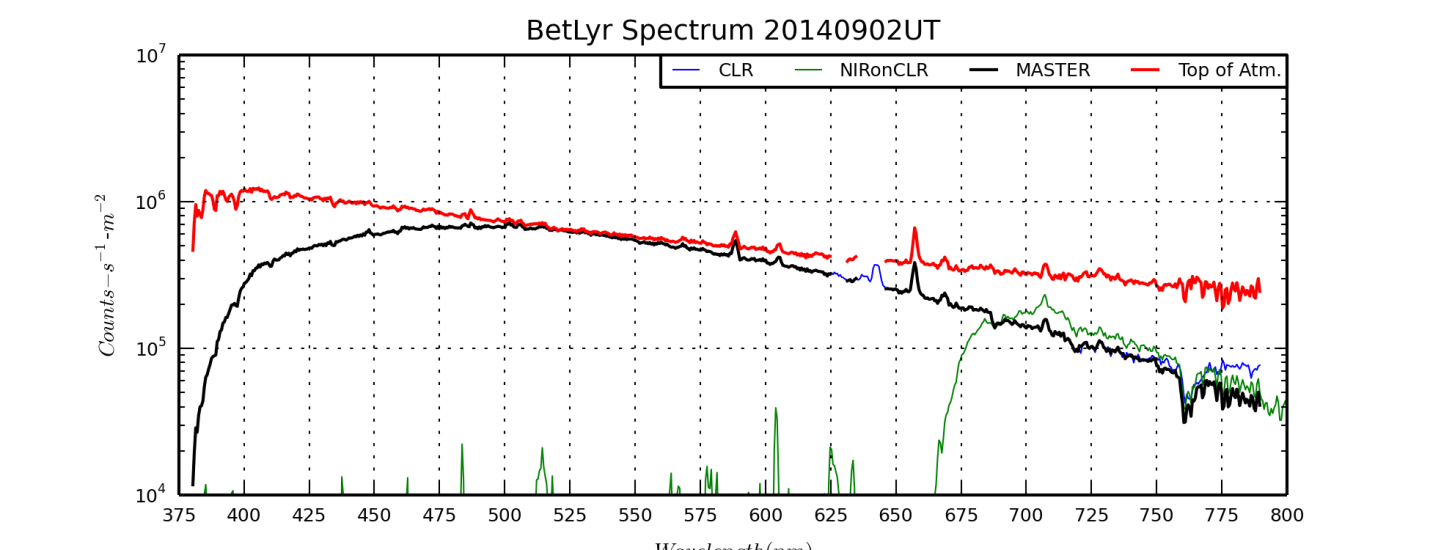 BetLyr Spectrum 20140902UT
CLR NIRonCLR MASTER Top of Atm.
10^7
10^6
10^5
10^4
Counts−s^−1-m^−2
375 400 425 450 475 500 525 550 575 600 625 650 675 700 725 750 775 800
Wavelength(nm)